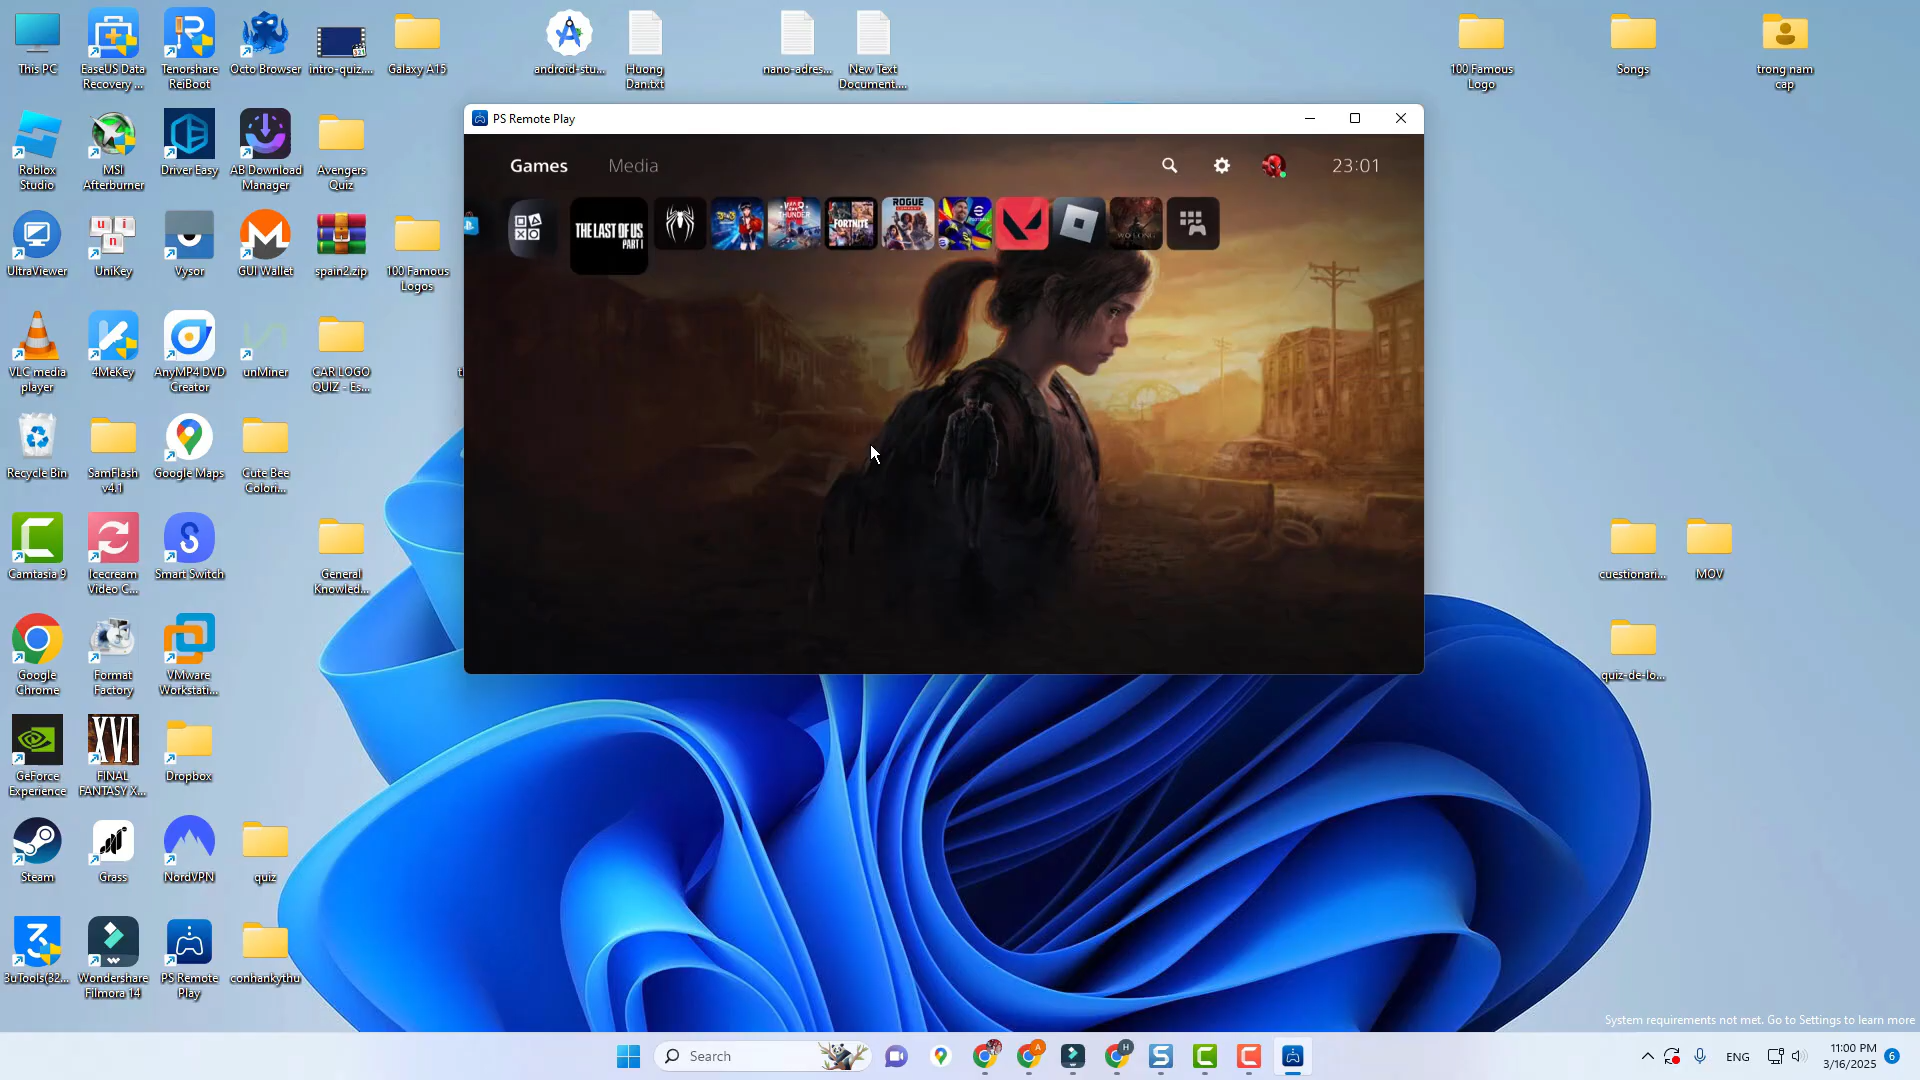 This PC
EaseUS Data
Recovery ...
Tenorshare
ReiBoot
Octo Browser
intro-quiz....
Galaxy A15
android-stu...
Huong
Dan.txt
nano-adres...
New Text
Document....
100 Famous
Logo
Songs
trong nam
cap
Roblox
Studio
MSI
Afterburner
Driver Easy
AB Download
Manager
Avengers
Quiz
PS Remote Play
Games
Media
23:01
THE LAST OF US
PART I
WAR
THUNDER
FORTNITE
ROGUE
COMPANY
UltraViewer
UniKey
Vysor
GUI Wallet
spain2.zip
100 Famous
Logos
VLC media
player
4MeKey
AnyMP4 DVD
Creator
unMiner
CAR LOGO
QUIZ - Es...
Recycle Bin
SamFlash
v4.1
Google Maps
Cute Bee
Colori...
Camtasia 9
Icecream
Video C...
Smart Switch
General
Knowled...
cuestionari...
MOV
Google
Chrome
Format
Factory
VMware
Workstati...
quiz-de-lo...
GeForce
Experience
XVI
FINAL
FANTASY X...
Dropbox
Steam
Grass
NordVPN
quiz
3uTools(32...
Wondershare
Filmora 14
PS Remote
Play
conhankythu
System requirements not met. Go to Settings to learn more
Search
ENG
11:00 PM
3/16/2025
6